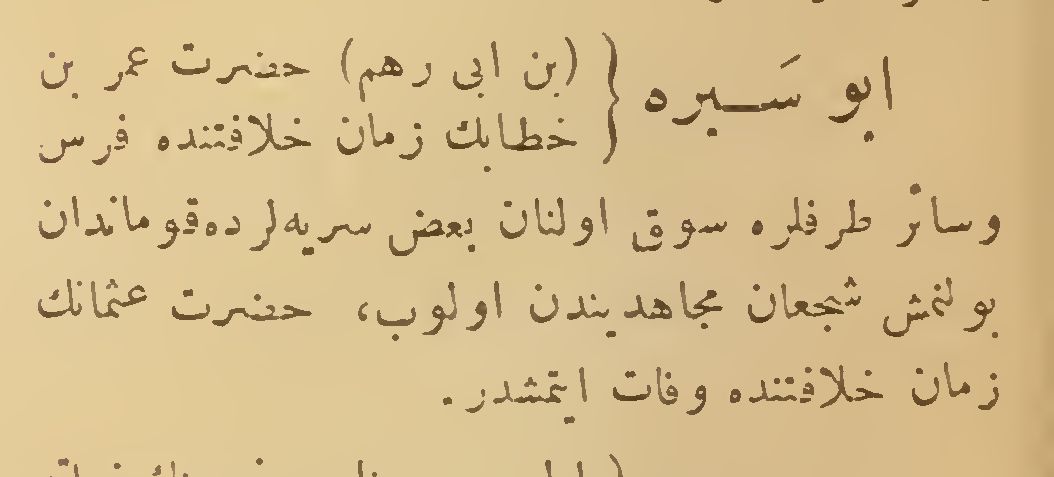 ابو سَبره {(بن ابی رهم) حضرت عمر بن
خطابك زمان خلافتنده فرس
وسائر طرفلره سوق اولنان بعض سریه‌لرده قوماندان
بولنمش شجعان مجاهدیندن اولوب، حضرت عثمانك
زمان خلافتنده وفات ایتمشدر.